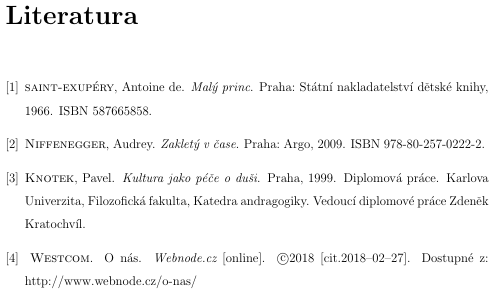 Literatura
[1] SAINT-EXUPÉRY, Antoine de. Malý princ. Praha: Státní nakladatelství dětské knihy,
1966. ISBN 587665858.
[2] NIFFENEGGER, Audrey. Zakletý v čase. Praha: Argo, 2009. ISBN 978-80-257-0222-2.
[3] KNOTEK, Pavel. Kultura jako péče o duši. Praha, 1999. Diplomová práce. Karlova
Univerzita, Filozofická fakulta, Katedra andragogiky. Vedoucí diplomové práce Zdeněk
Kratochvíl.
[4] WESTCOM. O nás. Webnode.cz [online]. ©2018 [cit.2018–02–27]. Dostupné z:
http://www.webnode.cz/o-nas/